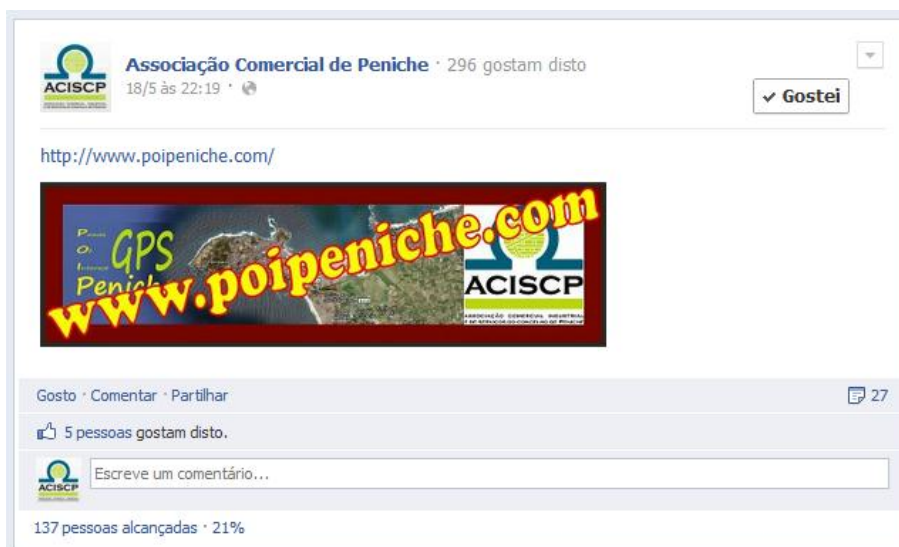 ACISCP
Associação Comercial de Peniche · 296 gostam disto
18/5 às 22:19 ·
✓ Gostei
http://www.poipeniche.com/
GPS
Penich
www.poipeniche.com
ACISCP
ASSOCIAÇÃO COMERCIAL INDUSTRIAL
E DE SERVIÇOS DO CONCELHO DE PENICHE
Gosto · Comentar · Partilhar
27
5 pessoas gostam disto.
ACISCP
Escreve um comentário...
137 pessoas alcançadas · 21%